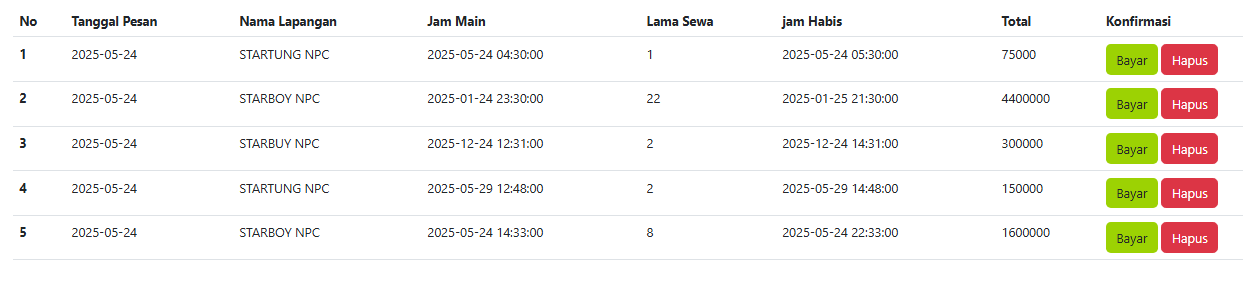 No Tanggal Pesan Nama Lapangan Jam Main Lama Sewa jam Habis Total Konfirmasi
1 2025-05-24 STARTUNG NPC 2025-05-24 04:30:00 1 2025-05-24 05:30:00 75000 Bayar Hapus
2 2025-05-24 STARBOY NPC 2025-01-24 23:30:00 22 2025-01-25 21:30:00 4400000 Bayar Hapus
3 2025-05-24 STARBUY NPC 2025-12-24 12:31:00 2 2025-12-24 14:31:00 300000 Bayar Hapus
4 2025-05-24 STARTUNG NPC 2025-05-29 12:48:00 2 2025-05-29 14:48:00 150000 Bayar Hapus
5 2025-05-24 STARBOY NPC 2025-05-24 14:33:00 8 2025-05-24 22:33:00 1600000 Bayar Hapus